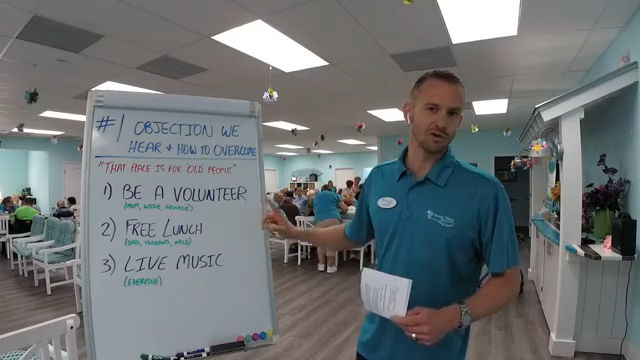 #1 OBJECTION WE
HEAR + HOW TO OVERCOME
"THAT PLACE IS FOR OLD PEOPLE"
1) BE A VOLUNTEER
(MOM, WIFE, FEMALE)
2) FREE LUNCH
(DAD, HUSBAND, MALE)
3) LIVE MUSIC
(EVERYONE)